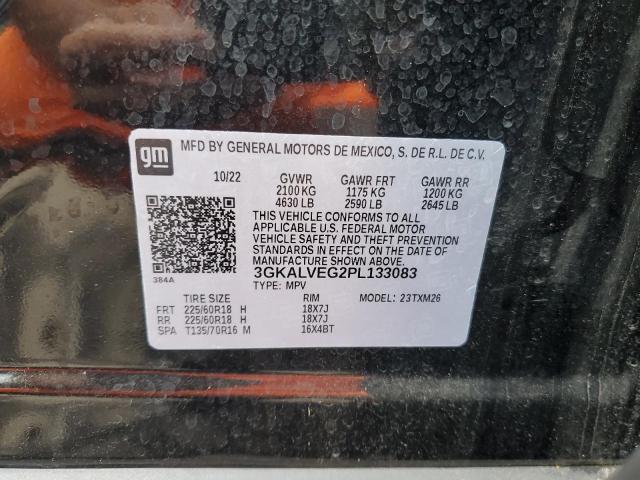 gm MFD BY GENERAL MOTORS DE MEXICO, S. DE R.L. DE C.V.
10/22 GVWR GAWR FRT GAWR RR
2100 KG 1175 KG 1200 KG
4630 LB 2590 LB 2645 LB
THIS VEHICLE CONFORMS TO ALL
APPLICABLE U.S. FEDERAL MOTOR
VEHICLE SAFETY AND THEFT PREVENTION
STANDARDS IN EFFECT ON THE DATE OF
MANUFACTURE SHOWN ABOVE.
3GKALVEG2PL133083
384A
TYPE: MPV
TIRE SIZE RIM MODEL: 23TXM26
FRT 225/60R18 H 18X7J
RR 225/60R18 H 18X7J
SPA T135/70R16 M 16X4BT